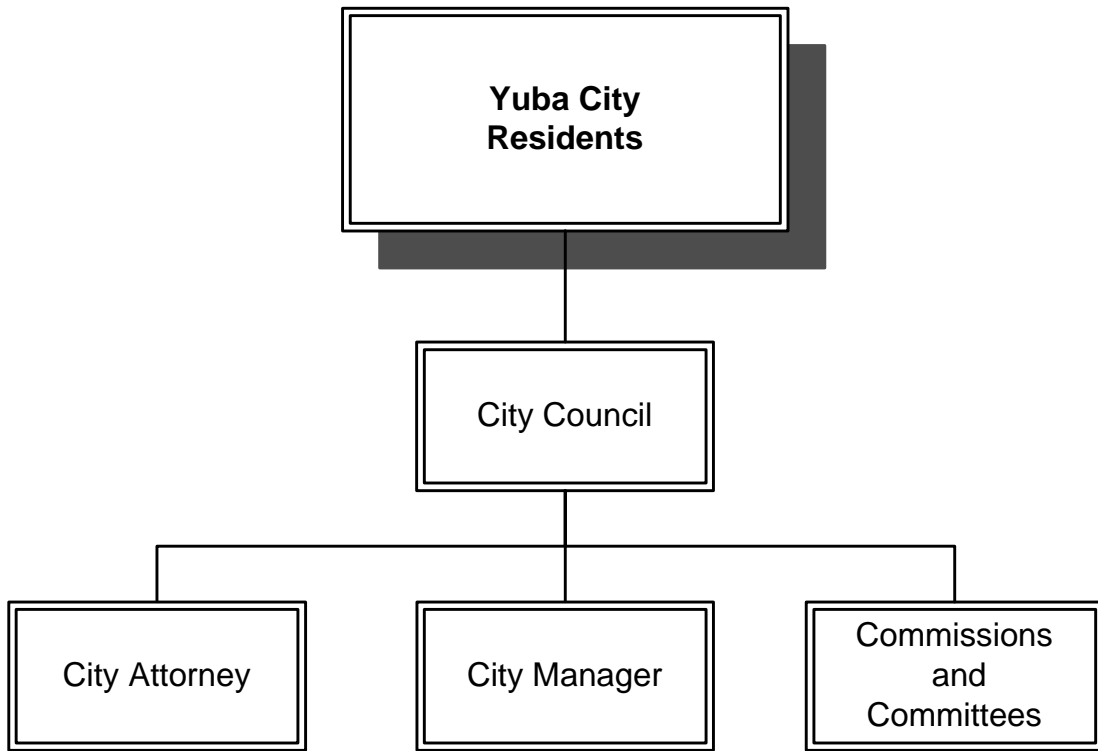 Yuba City
Residents
City Council
City Attorney
City Manager
Commissions
and
Committees